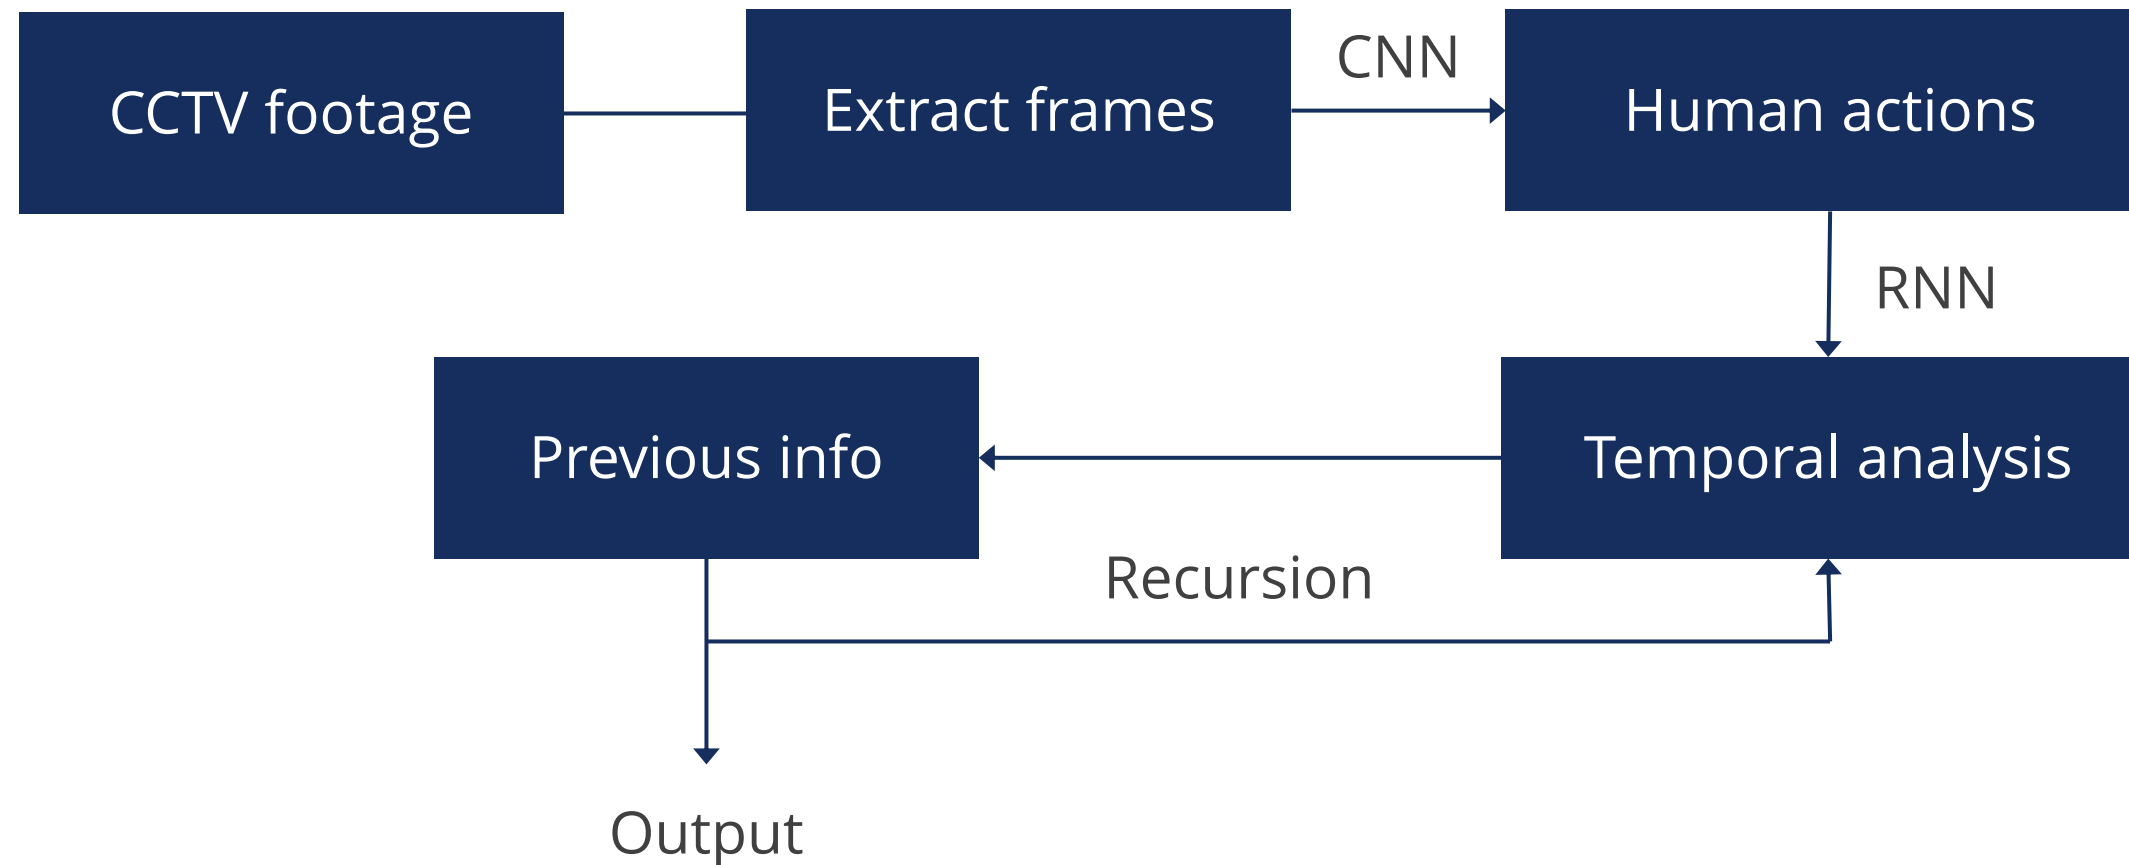 CCTV footage
Extract frames
CNN
Human actions
RNN
Previous info
Temporal analysis
Recursion
Output